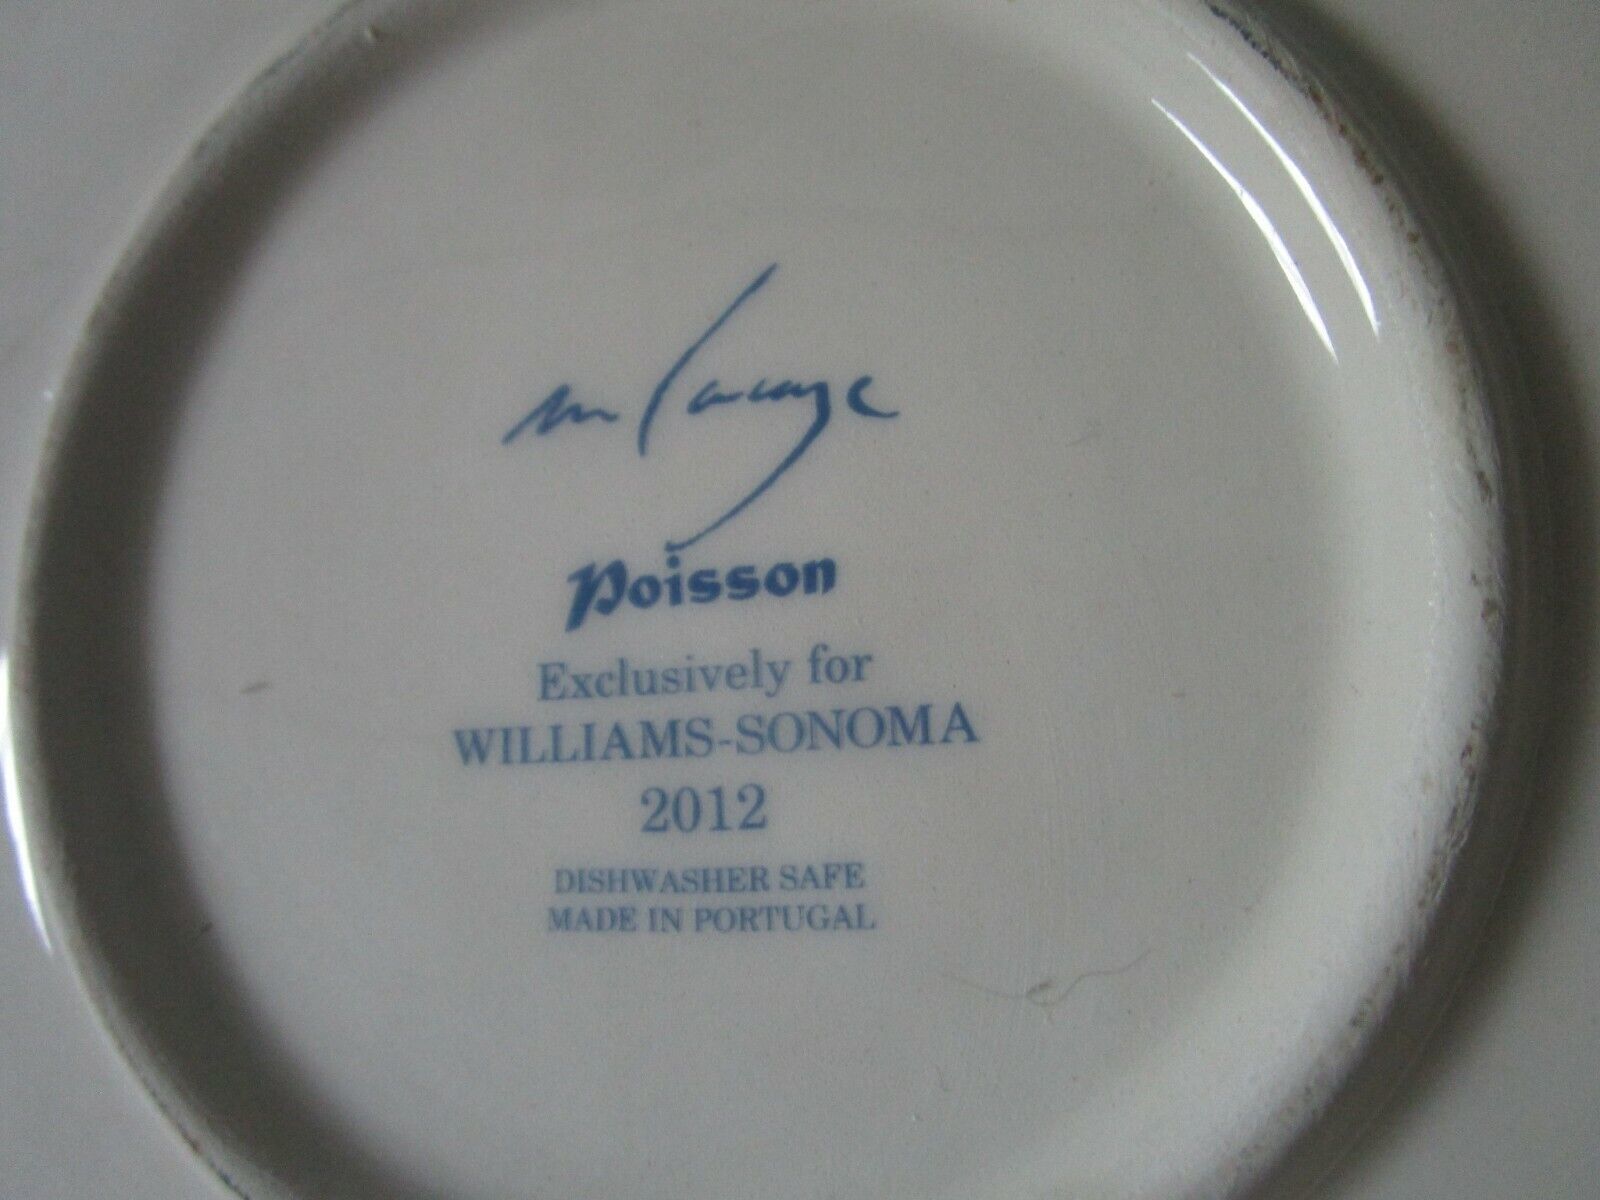 Poisson
Exclusively for
WILLIAMS-SONOMA
2012
DISHWASHER SAFE
MADE IN PORTUGAL